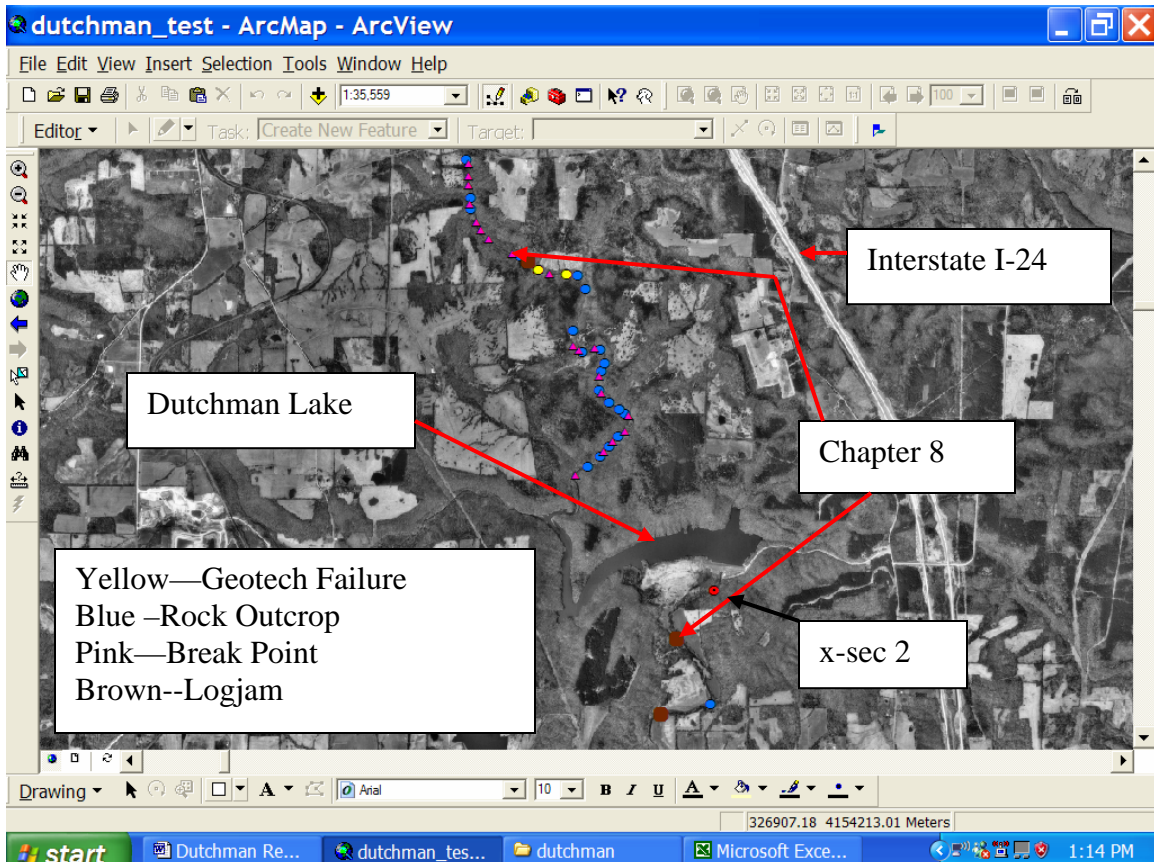 dutchman_test - ArcMap - ArcView
File Edit View Insert Selection Tools Window Help
1:35,559
100
Editor
Task: Create New Feature
Target:
Interstate I-24
Dutchman Lake
Chapter 8
Yellow—Geotech Failure
Blue –Rock Outcrop
Pink—Break Point
Brown--Logjam
x-sec 2
Drawing
A
Arial
10
B I U A
326907.18 4154213.01 Meters
start
Dutchman Re...
dutchman_tes...
dutchman
Microsoft Exce...
1:14 PM